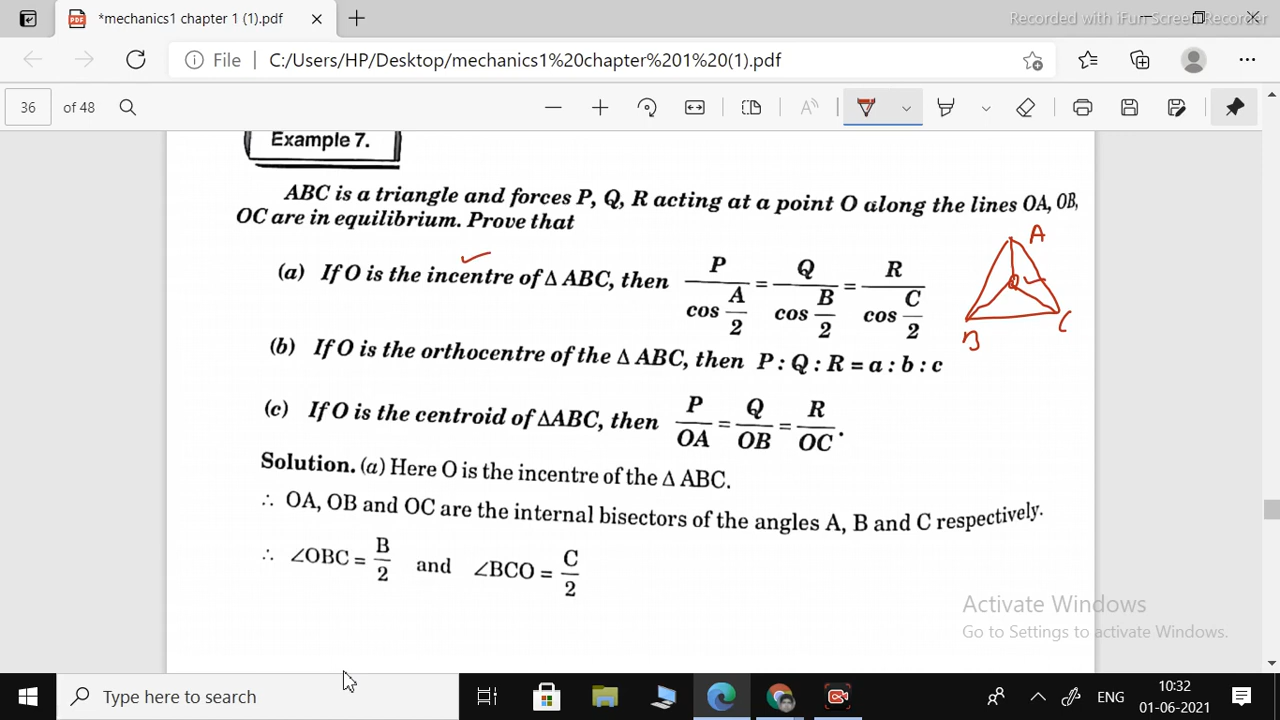 *mechanics1 chapter 1 (1).pdf
Recorded with iFun Screen Recorder
File C:/Users/HP/Desktop/mechanics1%20chapter%201%20(1).pdf
36 of 48
Example 7.
ABC is a triangle and forces P, Q, R acting at a point O along the lines OA, OB,
OC are in equilibrium. Prove that
(a) If O is the incentre of Δ ABC, then P/cos A/2 = Q/cos B/2 = R/cos C/2
A
B
C
(b) If O is the orthocentre of the Δ ABC, then P : Q : R = a : b : c
(c) If O is the centroid of ΔABC, then P/OA = Q/OB = R/OC.
Solution. (a) Here O is the incentre of the Δ ABC.
∴ OA, OB and OC are the internal bisectors of the angles A, B and C respectively.
∴ ∠OBC = B/2 and ∠BCO = C/2
Activate Windows
Go to Settings to activate Windows.
Type here to search
ENG
10:32
01-06-2021